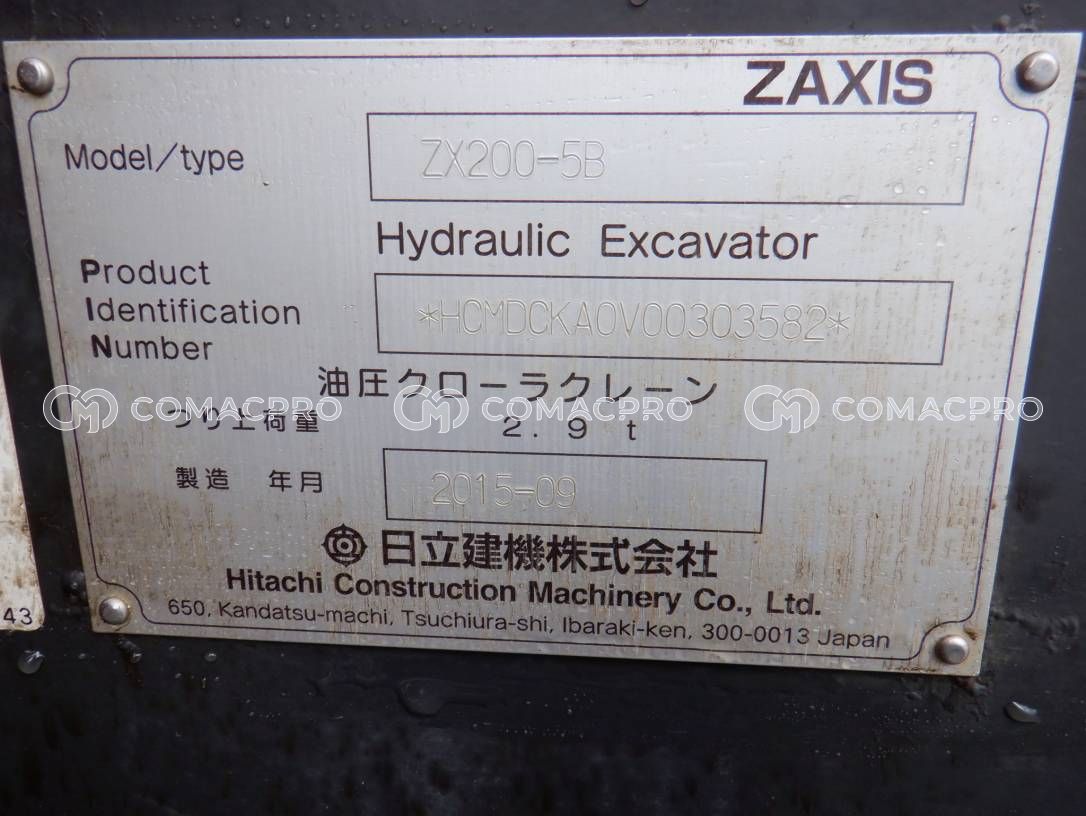 ZAXIS
Model/type ZX200-5B
Hydraulic Excavator
Product
Identification
Number
*HCMDCKA0V00303582*
油圧クローラクレーン
つり上荷重 2.9 t
COMACPRO COMACPRO COMACPRO
製造 年月 2015-09
日立建機株式会社
Hitachi Construction Machinery Co., Ltd.
650, Kandatsu-machi, Tsuchiura-shi, Ibaraki-ken, 300-0013 Japan
43